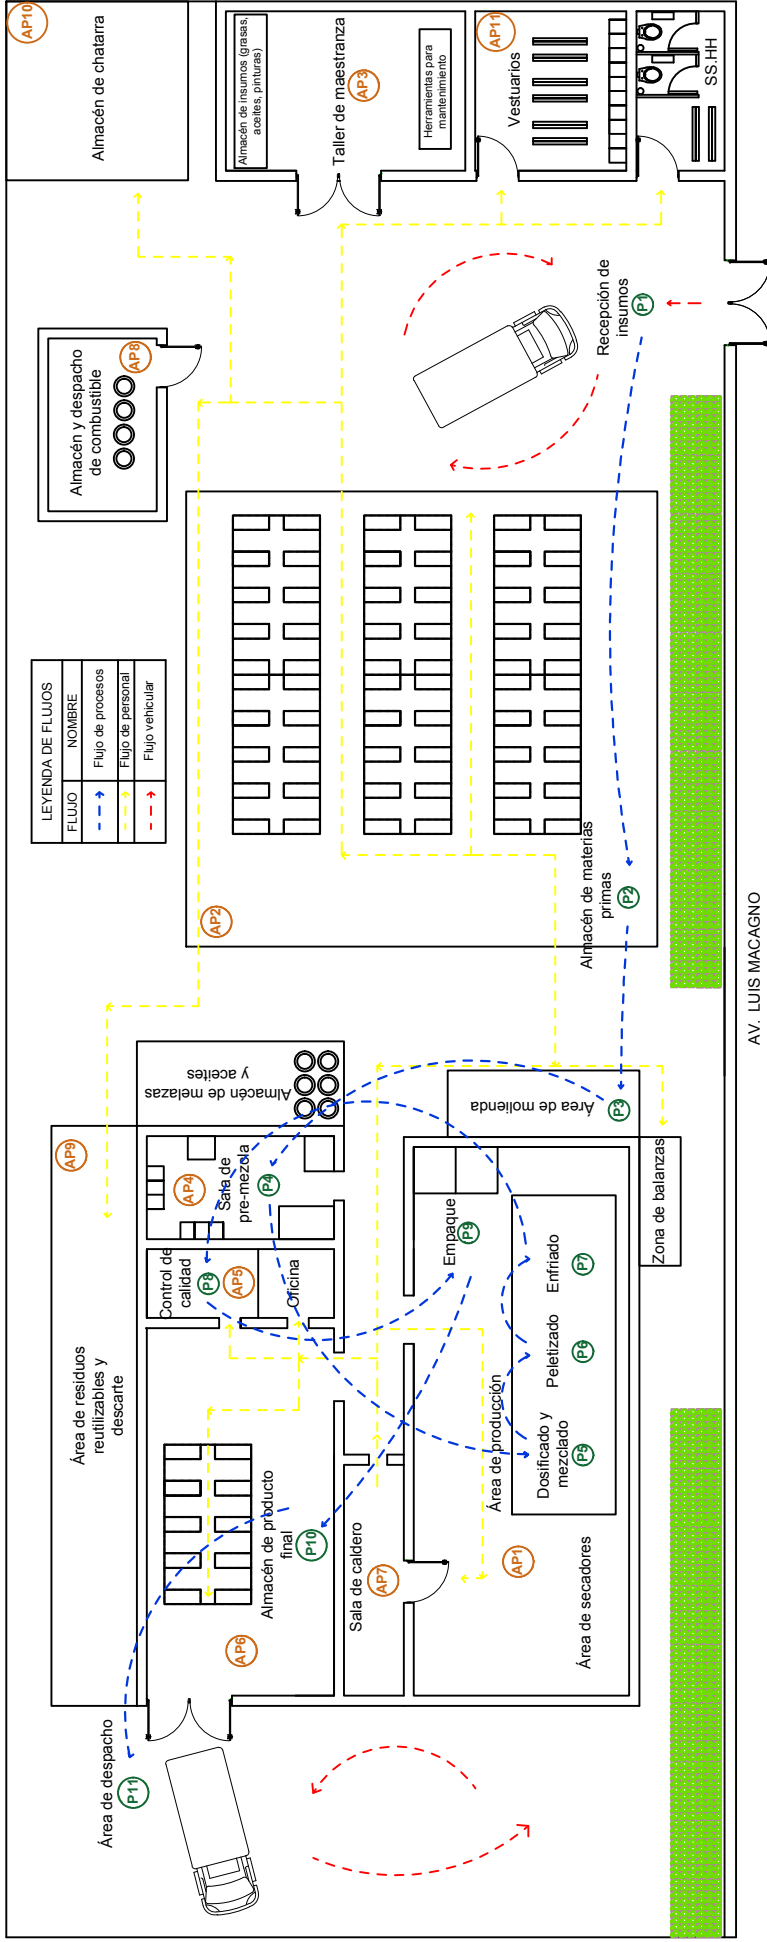 AP10
Almacén de chatarra
Almacén de insumos (grasas,
aceites, pinturas)
Taller de maestranza
AP3
Herramientas para
mantenimiento
AP11
Vestuarios
SS.HH
Almacén y despacho
de combustible
AP8
Recepción de
insumos
P1
LEYENDA DE FLUJOS
FLUJO
NOMBRE
Flujo de procesos
Flujo de personal
Flujo vehicular
AP2
Almacén de materias
primas
P2
AV. LUIS MACAGNO
Almacén de melazas
y aceites
Área de molienda
P3
Zona de balanzas
AP9
Área de residuos
reutilizables y
descarte
AP4
Sala de
pre-mezcla
P4
Control de
calidad
P8
AP5
Oficina
Empaque
P9
Enfriado
P7
Peletizado
P6
Dosificado y
mezclado
P5
Área de producción
AP1
Área de secadores
Sala de caldero
AP7
Almacén de producto
final
P10
AP6
Área de despacho
P11